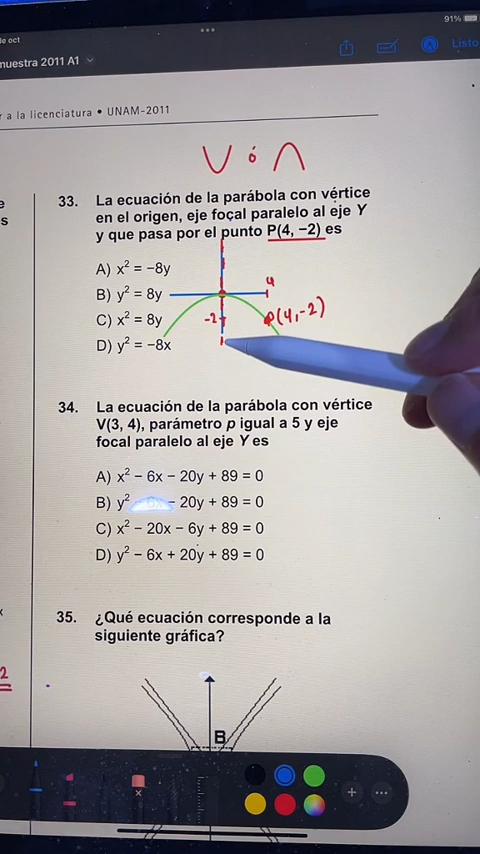 91%
de oct
Listo
muestra 2011 A1
r a la licenciatura • UNAM-2011
V ó Λ
33. La ecuación de la parábola con vértice
en el origen, eje focal paralelo al eje Y
y que pasa por el punto P(4, −2) es
A) x² = −8y
B) y² = 8y
C) x² = 8y
D) y² = −8x
4
-2
P(4,-2)
34. La ecuación de la parábola con vértice
V(3, 4), parámetro p igual a 5 y eje
focal paralelo al eje Y es
A) x² − 6x − 20y + 89 = 0
B) y² − 20y + 89 = 0
C) x² − 20x − 6y + 89 = 0
D) y² − 6x + 20y + 89 = 0
35. ¿Qué ecuación corresponde a la
siguiente gráfica?
2
B